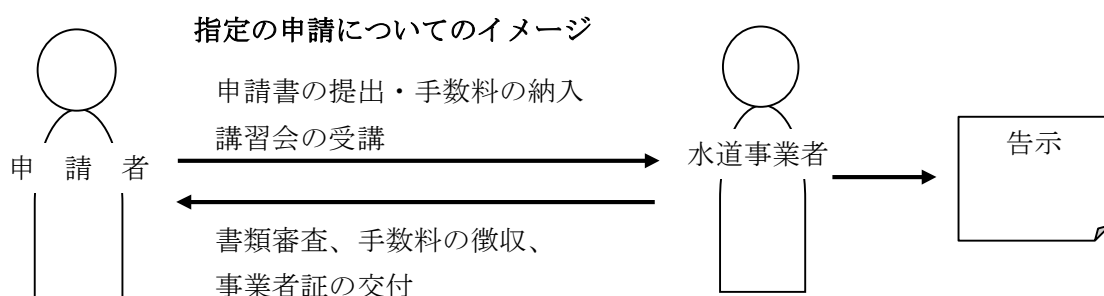 指定の申請についてのイメージ
申請書の提出・手数料の納入
講習会の受講
申請者
水道事業者
告示
書類審査、手数料の徴収、
事業者証の交付